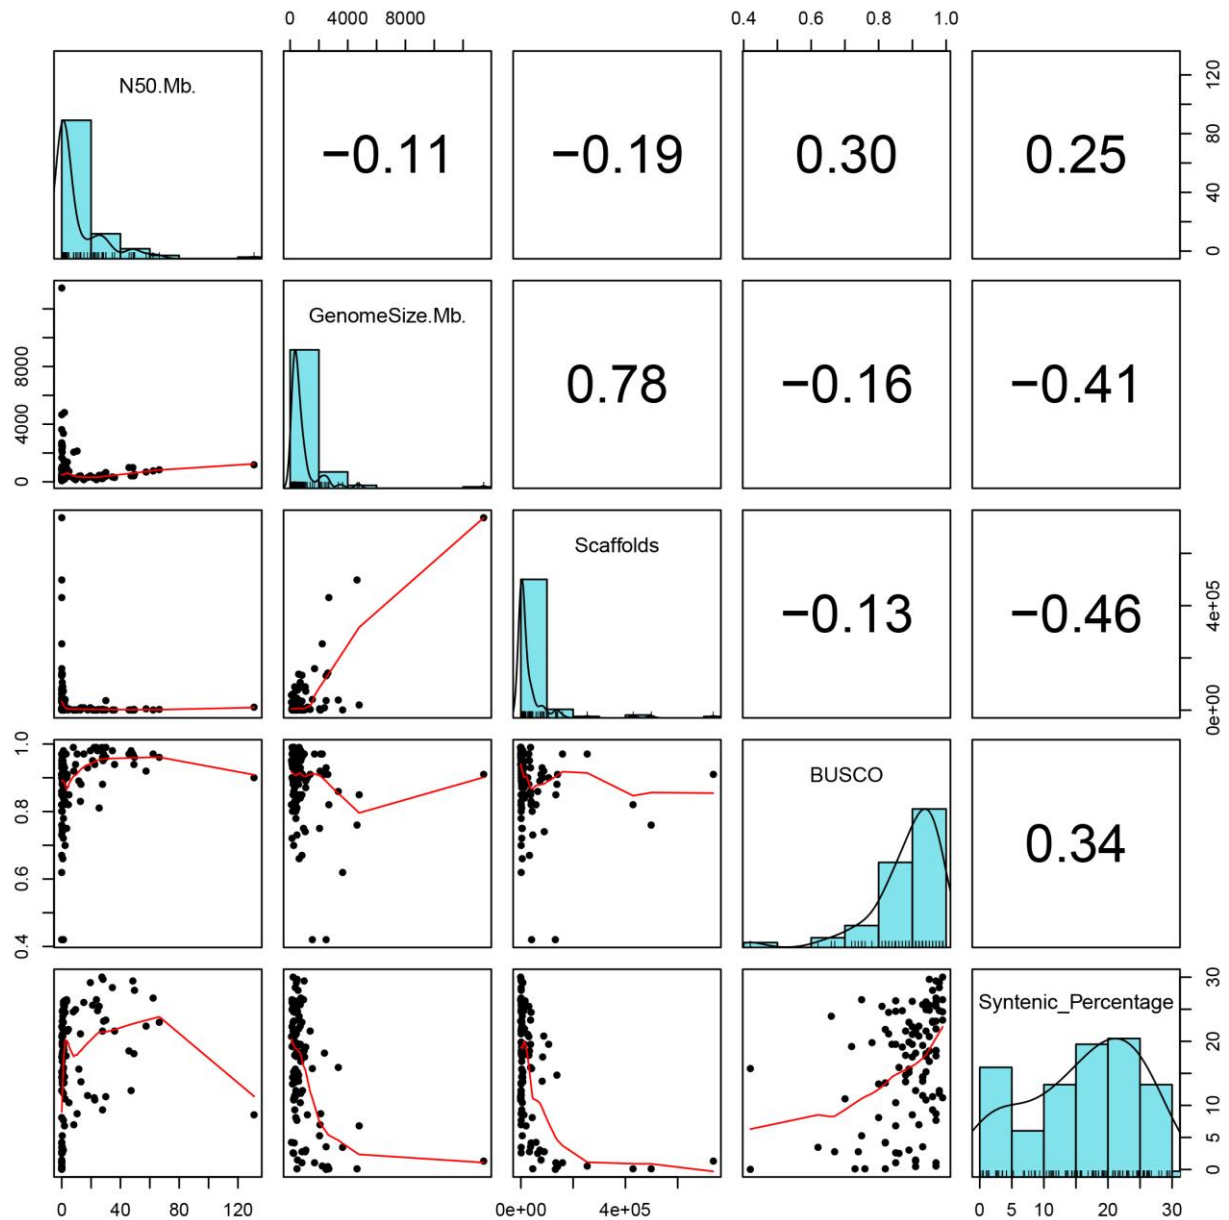 0 4000 8000 0.4 0.6 0.8 1.0
N50.Mb. −0.11 −0.19 0.30 0.25 0 40 80 120
0 4000 8000 GenomeSize.Mb. 0.78 −0.16 −0.41
Scaffolds −0.13 −0.46 0e+00 4e+05
0.4 0.6 0.8 1.0 BUSCO 0.34
Syntenic_Percentage 0 5 10 20 30
0 40 80 120 0e+00 4e+05 0 5 10 20 30